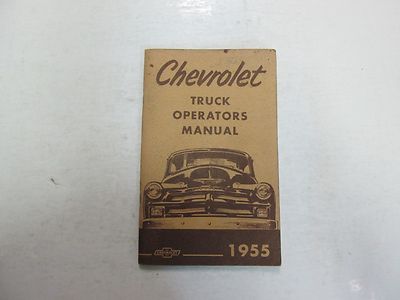 Chevrolet
TRUCK
OPERATORS
MANUAL
1955